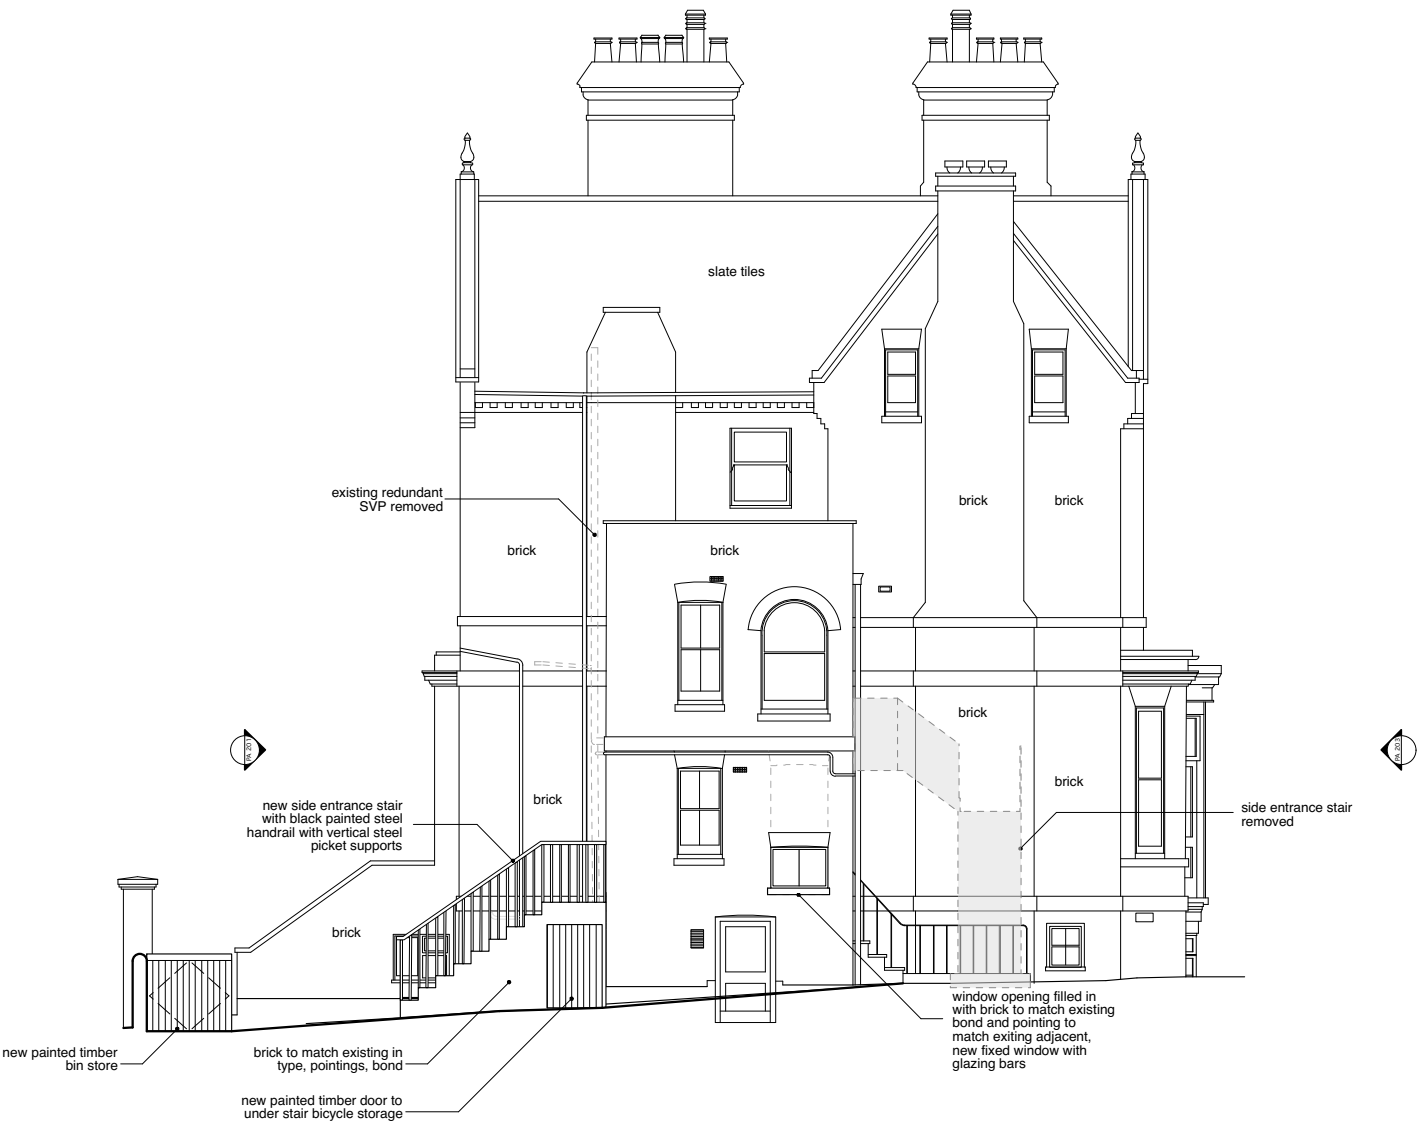 slate tiles
existing redundant
SVP removed
brick
brick
brick
brick
brick
PA 201
PA 203
new side entrance stair
with black painted steel
handrail with vertical steel
picket supports
brick
brick
side entrance stair
removed
brick
window opening filled in
with brick to match existing
bond and pointing to
match exiting adjacent,
new fixed window with
glazing bars
new painted timber
bin store
brick to match existing in
type, pointings, bond
new painted timber door to
under stair bicycle storage